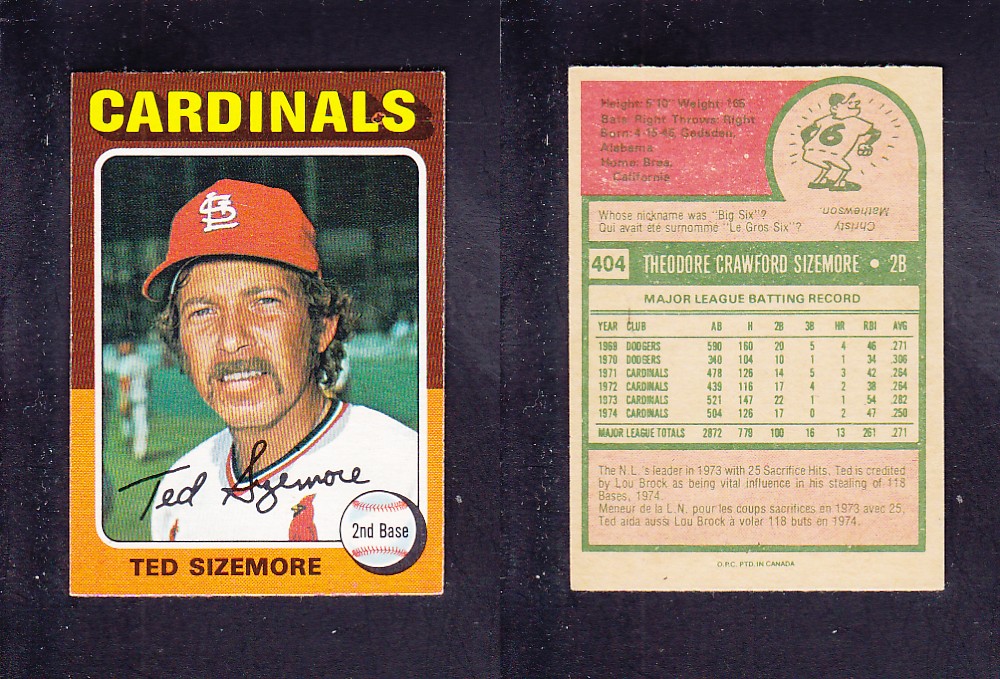 CARDINALS
STL
Ted Sizemore
2nd Base
TED SIZEMORE
Height: 5-10" Weight: 165
Bats: Right Throws: Right
Born: 4-15-46, Gadsden,
Alabama
Home: Brea,
California
6
Whose nickname was "Big Six"?
Qui avait été surnommé "Le Gros Six"?
Christy
Mathewson.
404 THEODORE CRAWFORD SIZEMORE • 2B
MAJOR LEAGUE BATTING RECORD
YEAR CLUB AB H 2B 3B HR RBI AVG
1969 DODGERS 590 160 20 5 4 46 .271
1970 DODGERS 340 104 10 1 1 34 .306
1971 CARDINALS 478 126 14 5 3 42 .264
1972 CARDINALS 439 116 17 4 2 38 .264
1973 CARDINALS 521 147 22 1 1 54 .282
1974 CARDINALS 504 126 17 0 2 47 .250
MAJOR LEAGUE TOTALS 2872 779 100 16 13 261 .271
The N.L.'s leader in 1973 with 25 Sacrifice Hits, Ted is credited
by Lou Brock as being vital influence in his stealing of 118
Bases, 1974.
Meneur de la L.N. pour les coups sacrifices en 1973 avec 25,
Ted aida aussi Lou Brock à voler 118 buts en 1974.
O.P.C. PTD. IN CANADA